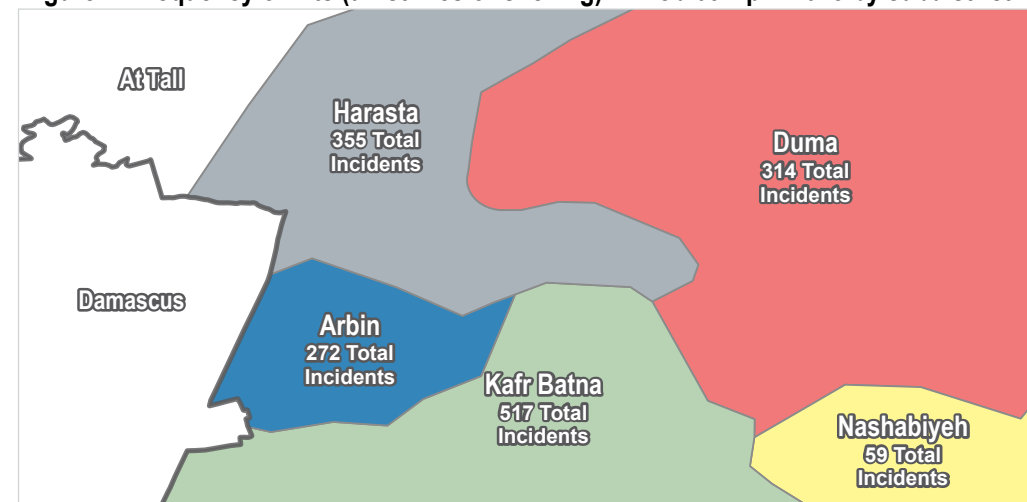 At Tall
Harasta
355 Total
Incidents
Duma
314 Total
Incidents
Damascus
Arbin
272 Total
Incidents
Kafr Batna
517 Total
Incidents
Nashabiyeh
59 Total
Incidents